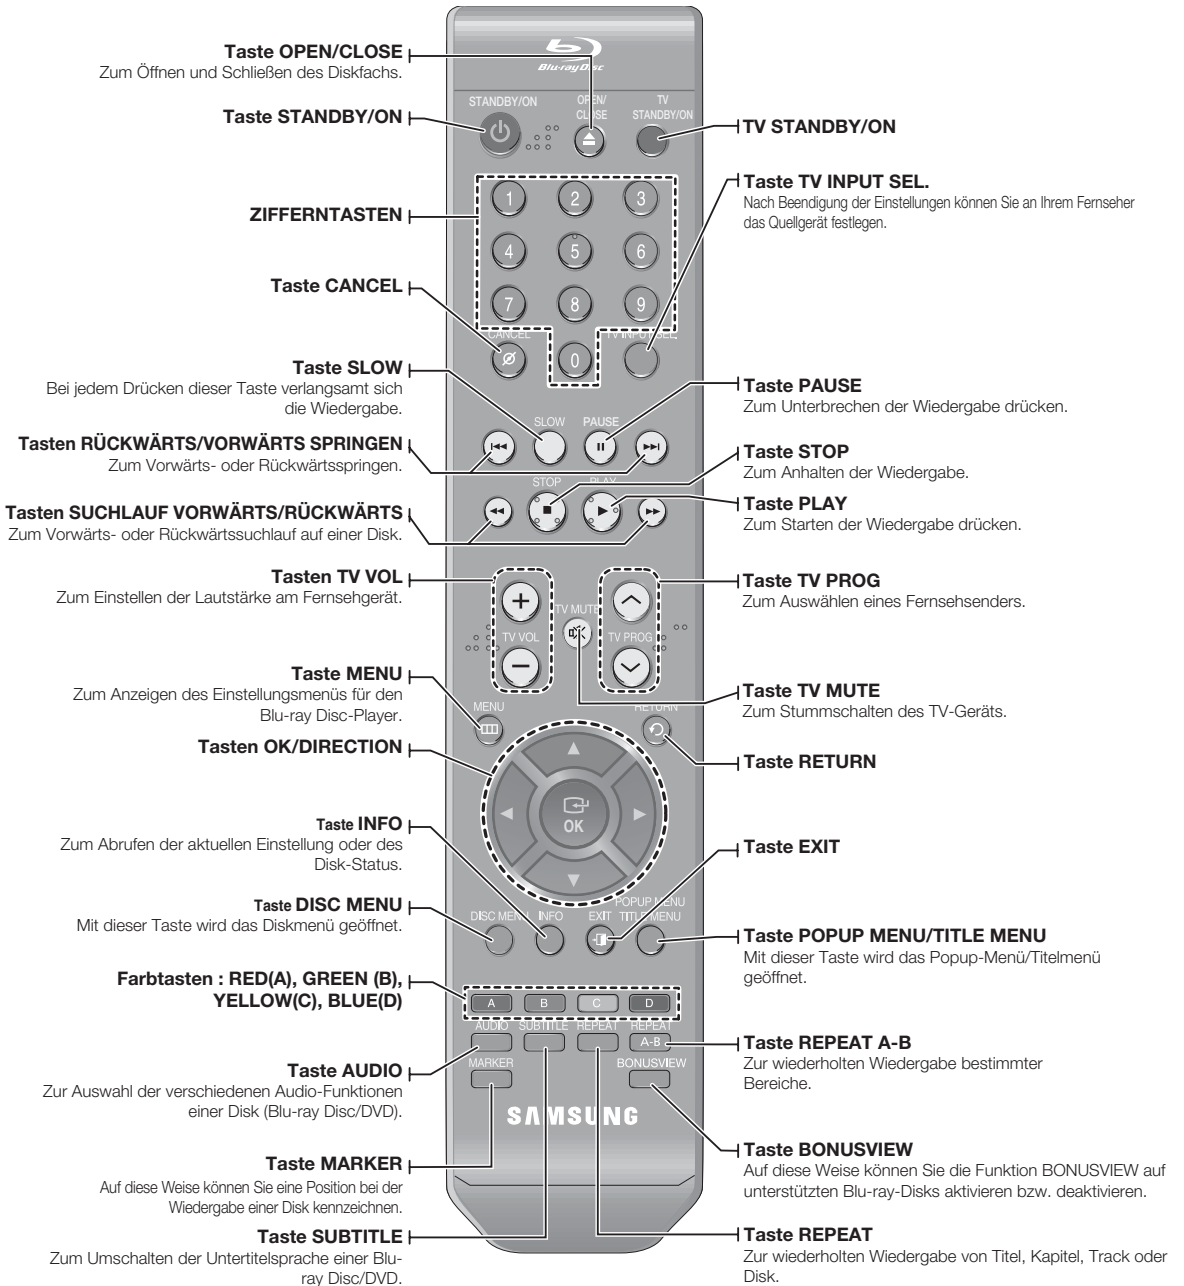 Taste OPEN/CLOSE
Zum Öffnen und Schließen des Diskfachs.
Taste STANDBY/ON
ZIFFERNTASTEN
Taste CANCEL
Taste SLOW
Bei jedem Drücken dieser Taste verlangsamt sich
die Wiedergabe.
Tasten RÜCKWÄRTS/VORWÄRTS SPRINGEN
Zum Vorwärts- oder Rückwärtsspringen.
Tasten SUCHLAUF VORWÄRTS/RÜCKWÄRTS
Zum Vorwärts- oder Rückwärtssuchlauf auf einer Disk.
Tasten TV VOL
Zum Einstellen der Lautstärke am Fernsehgerät.
Taste MENU
Zum Anzeigen des Einstellungsmenüs für den
Blu-ray Disc-Player.
Tasten OK/DIRECTION
Taste INFO
Zum Abrufen der aktuellen Einstellung oder des
Disk-Status.
Taste DISC MENU
Mit dieser Taste wird das Diskmenü geöffnet.
Farbtasten : RED(A), GREEN (B),
YELLOW(C), BLUE(D)
Taste AUDIO
Zur Auswahl der verschiedenen Audio-Funktionen
einer Disk (Blu-ray Disc/DVD).
Taste MARKER
Auf diese Weise können Sie eine Position bei der
Wiedergabe einer Disk kennzeichnen.
Taste SUBTITLE
Zum Umschalten der Untertitelsprache einer Blu-
ray Disc/DVD.
Blu-ray Disc
STANDBY/ON
OPEN/
CLOSE
TV
STANDBY/ON
1 2 3
4 5 6
7 8 9
CANCEL
TV INPUT SEL.
0
SLOW PAUSE
STOP PLAY
TV MUTE
TV VOL
TV PROG
MENU
RETURN
OK
DISC MENU INFO EXIT
POPUP MENU
TITLE MENU
A B C D
AUDIO SUBTITLE REPEAT REPEAT
A-B
MARKER
BONUSVIEW
SAMSUNG
TV STANDBY/ON
Taste TV INPUT SEL.
Nach Beendigung der Einstellungen können Sie an Ihrem Fernseher
das Quellgerät festlegen.
Taste PAUSE
Zum Unterbrechen der Wiedergabe drücken.
Taste STOP
Zum Anhalten der Wiedergabe.
Taste PLAY
Zum Starten der Wiedergabe drücken.
Taste TV PROG
Zum Auswählen eines Fernsehsenders.
Taste TV MUTE
Zum Stummschalten des TV-Geräts.
Taste RETURN
Taste EXIT
Taste POPUP MENU/TITLE MENU
Mit dieser Taste wird das Popup-Menü/Titelmenü
geöffnet.
Taste REPEAT A-B
Zur wiederholten Wiedergabe bestimmter
Bereiche.
Taste BONUSVIEW
Auf diese Weise können Sie die Funktion BONUSVIEW auf
unterstützten Blu-ray-Disks aktivieren bzw. deaktivieren.
Taste REPEAT
Zur wiederholten Wiedergabe von Titel, Kapitel, Track oder
Disk.